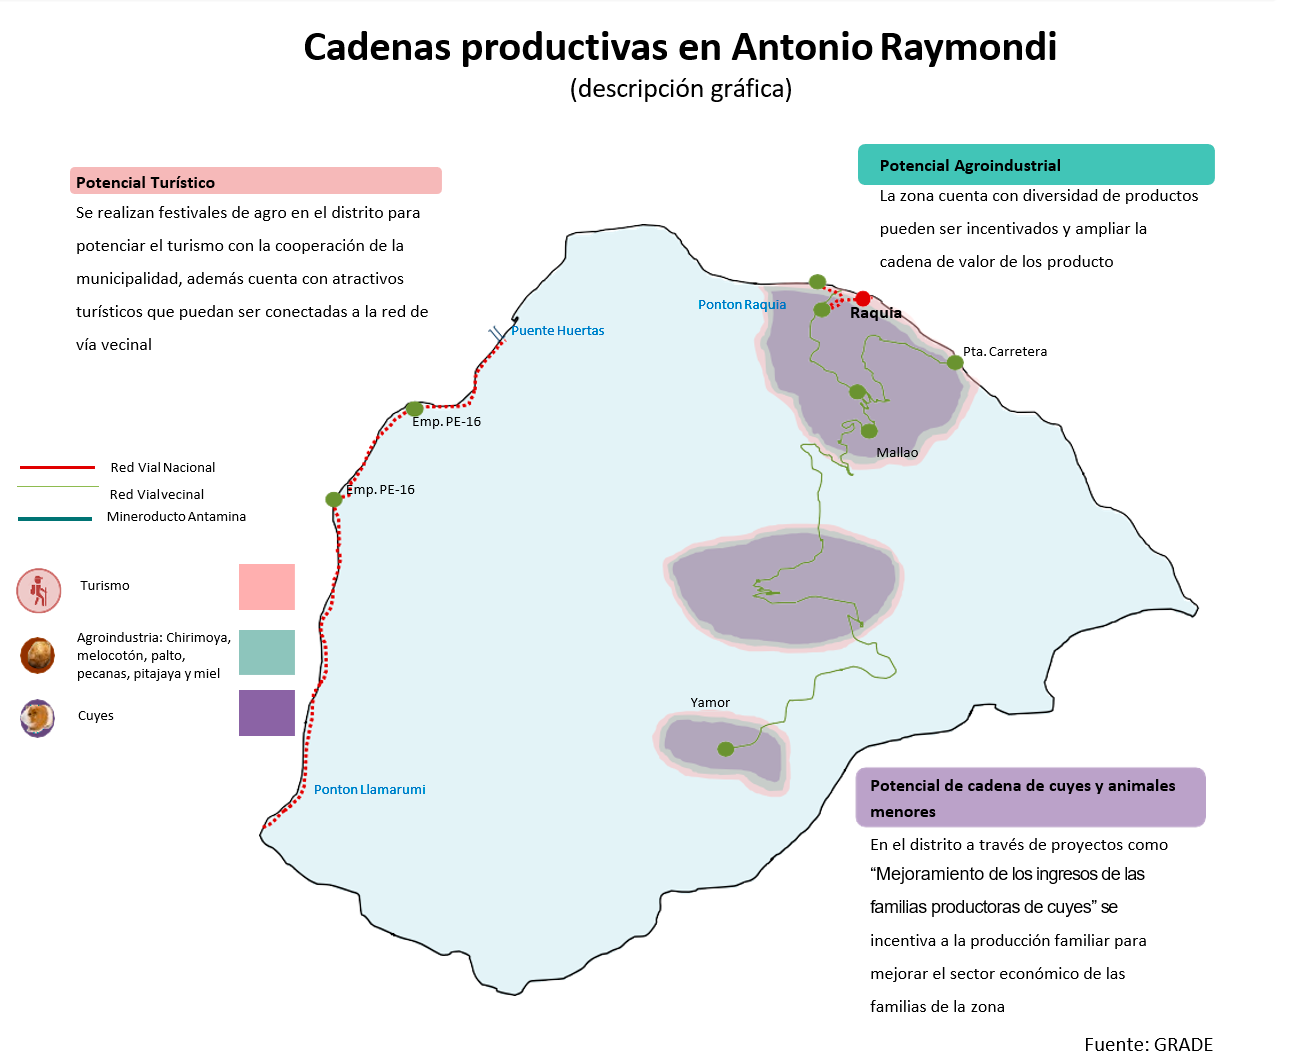 Cadenas productivas en Antonio Raymondi
(descripción gráfica)
Potencial Turístico
Se realizan festivales de agro en el distrito para
potenciar el turismo con la cooperación de la
municipalidad, además cuenta con atractivos
turísticos que puedan ser conectadas a la red de
vía vecinal
Potencial Agroindustrial
La zona cuenta con diversidad de productos
pueden ser incentivados y ampliar la
cadena de valor de los producto
Ponton Raquia
Raquia
Puente Huertas
Pta. Carretera
Emp. PE-16
Mallao
Emp. PE-16
Red Vial Nacional
Red Vial vecinal
Mineroducto Antamina
Turismo
Agroindustria: Chirimoya,
melocotón, palto,
pecanas, pitajaya y miel
Cuyes
Yamor
Ponton Llamarumi
Potencial de cadena de cuyes y animales
menores
En el distrito a través de proyectos como
“Mejoramiento de los ingresos de las
familias productoras de cuyes” se
incentiva a la producción familiar para
mejorar el sector económico de las
familias de la zona
Fuente: GRADE